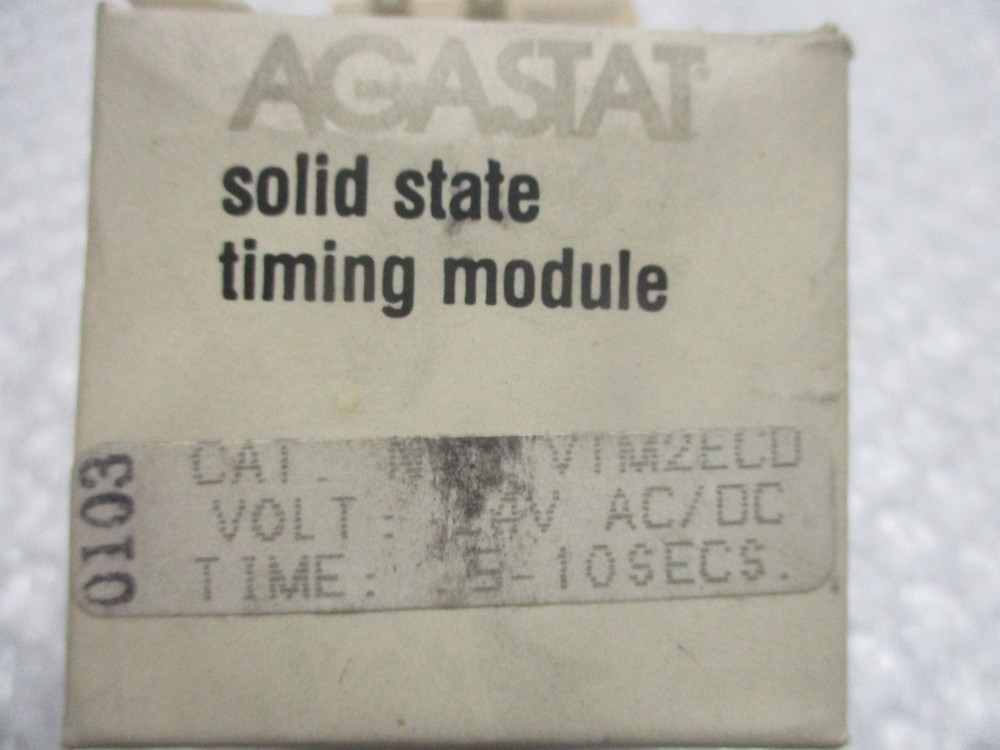 AGASTAT
solid state
timing module
0103
CAT. VTM2ECD
VOLT: AC/DC
TIME: -10SECS.